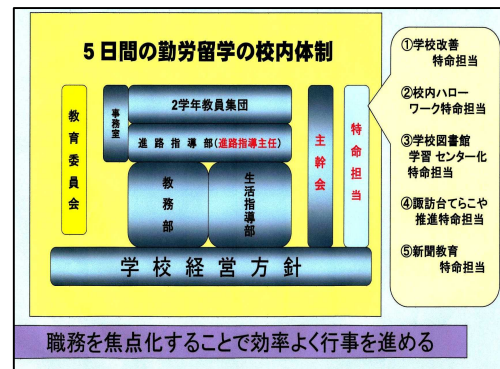 5日間の勤労留学の校内体制
教育委員会
事務室
2学年教員集団
進路指導部(進路指導主任)
教務部
生活指導部
主幹会
特命担当
学校経営方針
①学校改善
特命担当
②校内ハロー
ワーク特命担当
③学校図書館
学習センター化
特命担当
④諏訪台てらこや
推進特命担当
⑤新聞教育
特命担当
職務を焦点化することで効率よく行事を進める